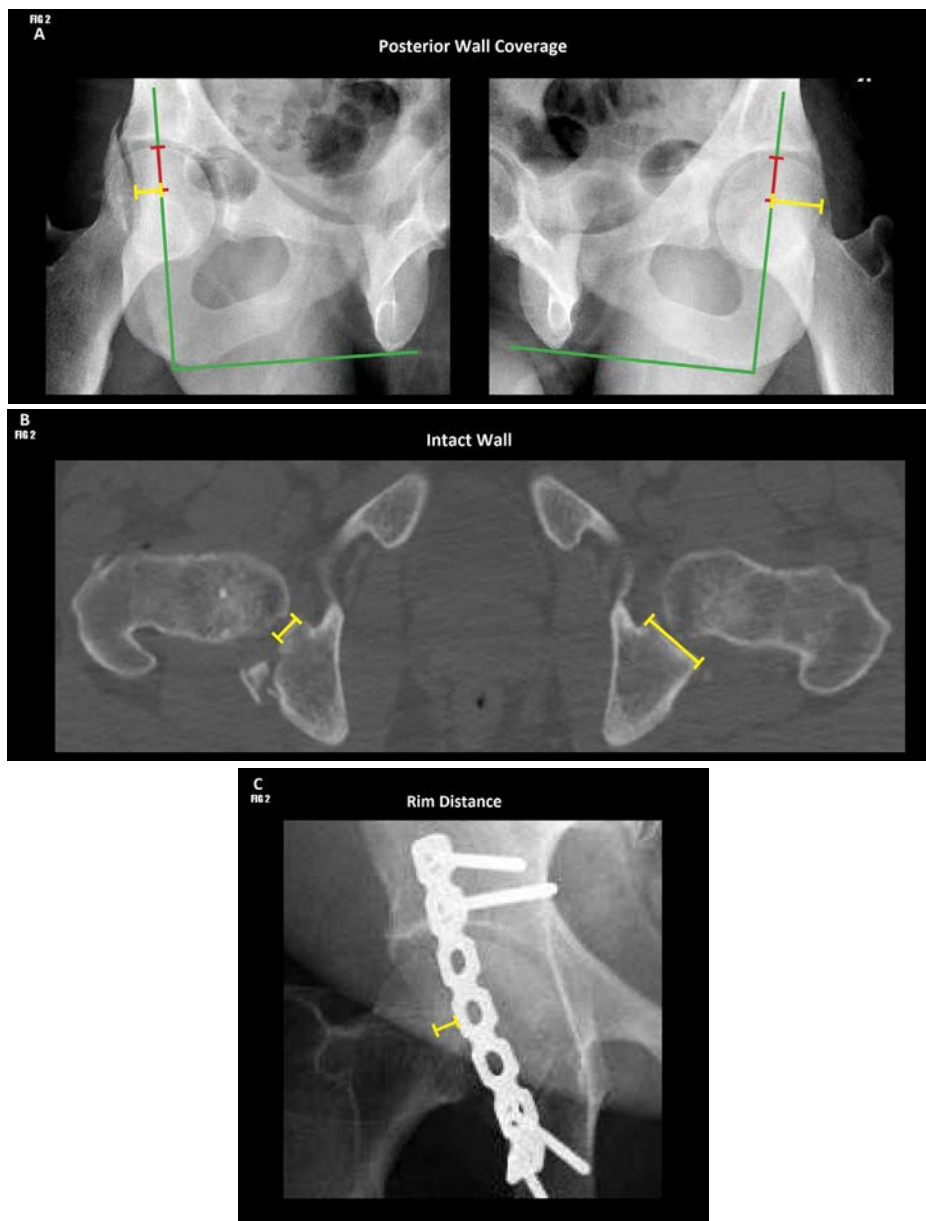 FIG 2
A
Posterior Wall Coverage
B
FIG 2
Intact Wall
C
FIG 2
Rim Distance